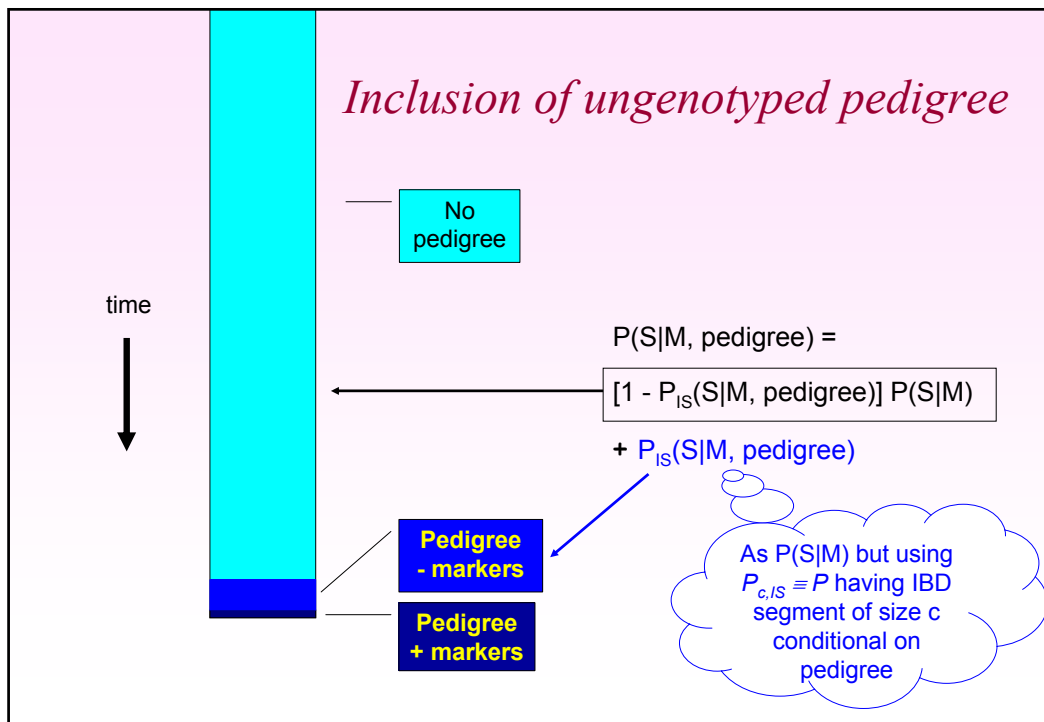 Inclusion of ungenotyped pedigree
No
pedigree
time
P(S|M, pedigree) =
[1 - P_IS(S|M, pedigree)] P(S|M)
+ P_IS(S|M, pedigree)
Pedigree
- markers
Pedigree
+ markers
As P(S|M) but using
P_c,IS ≡ P having IBD
segment of size c
conditional on
pedigree